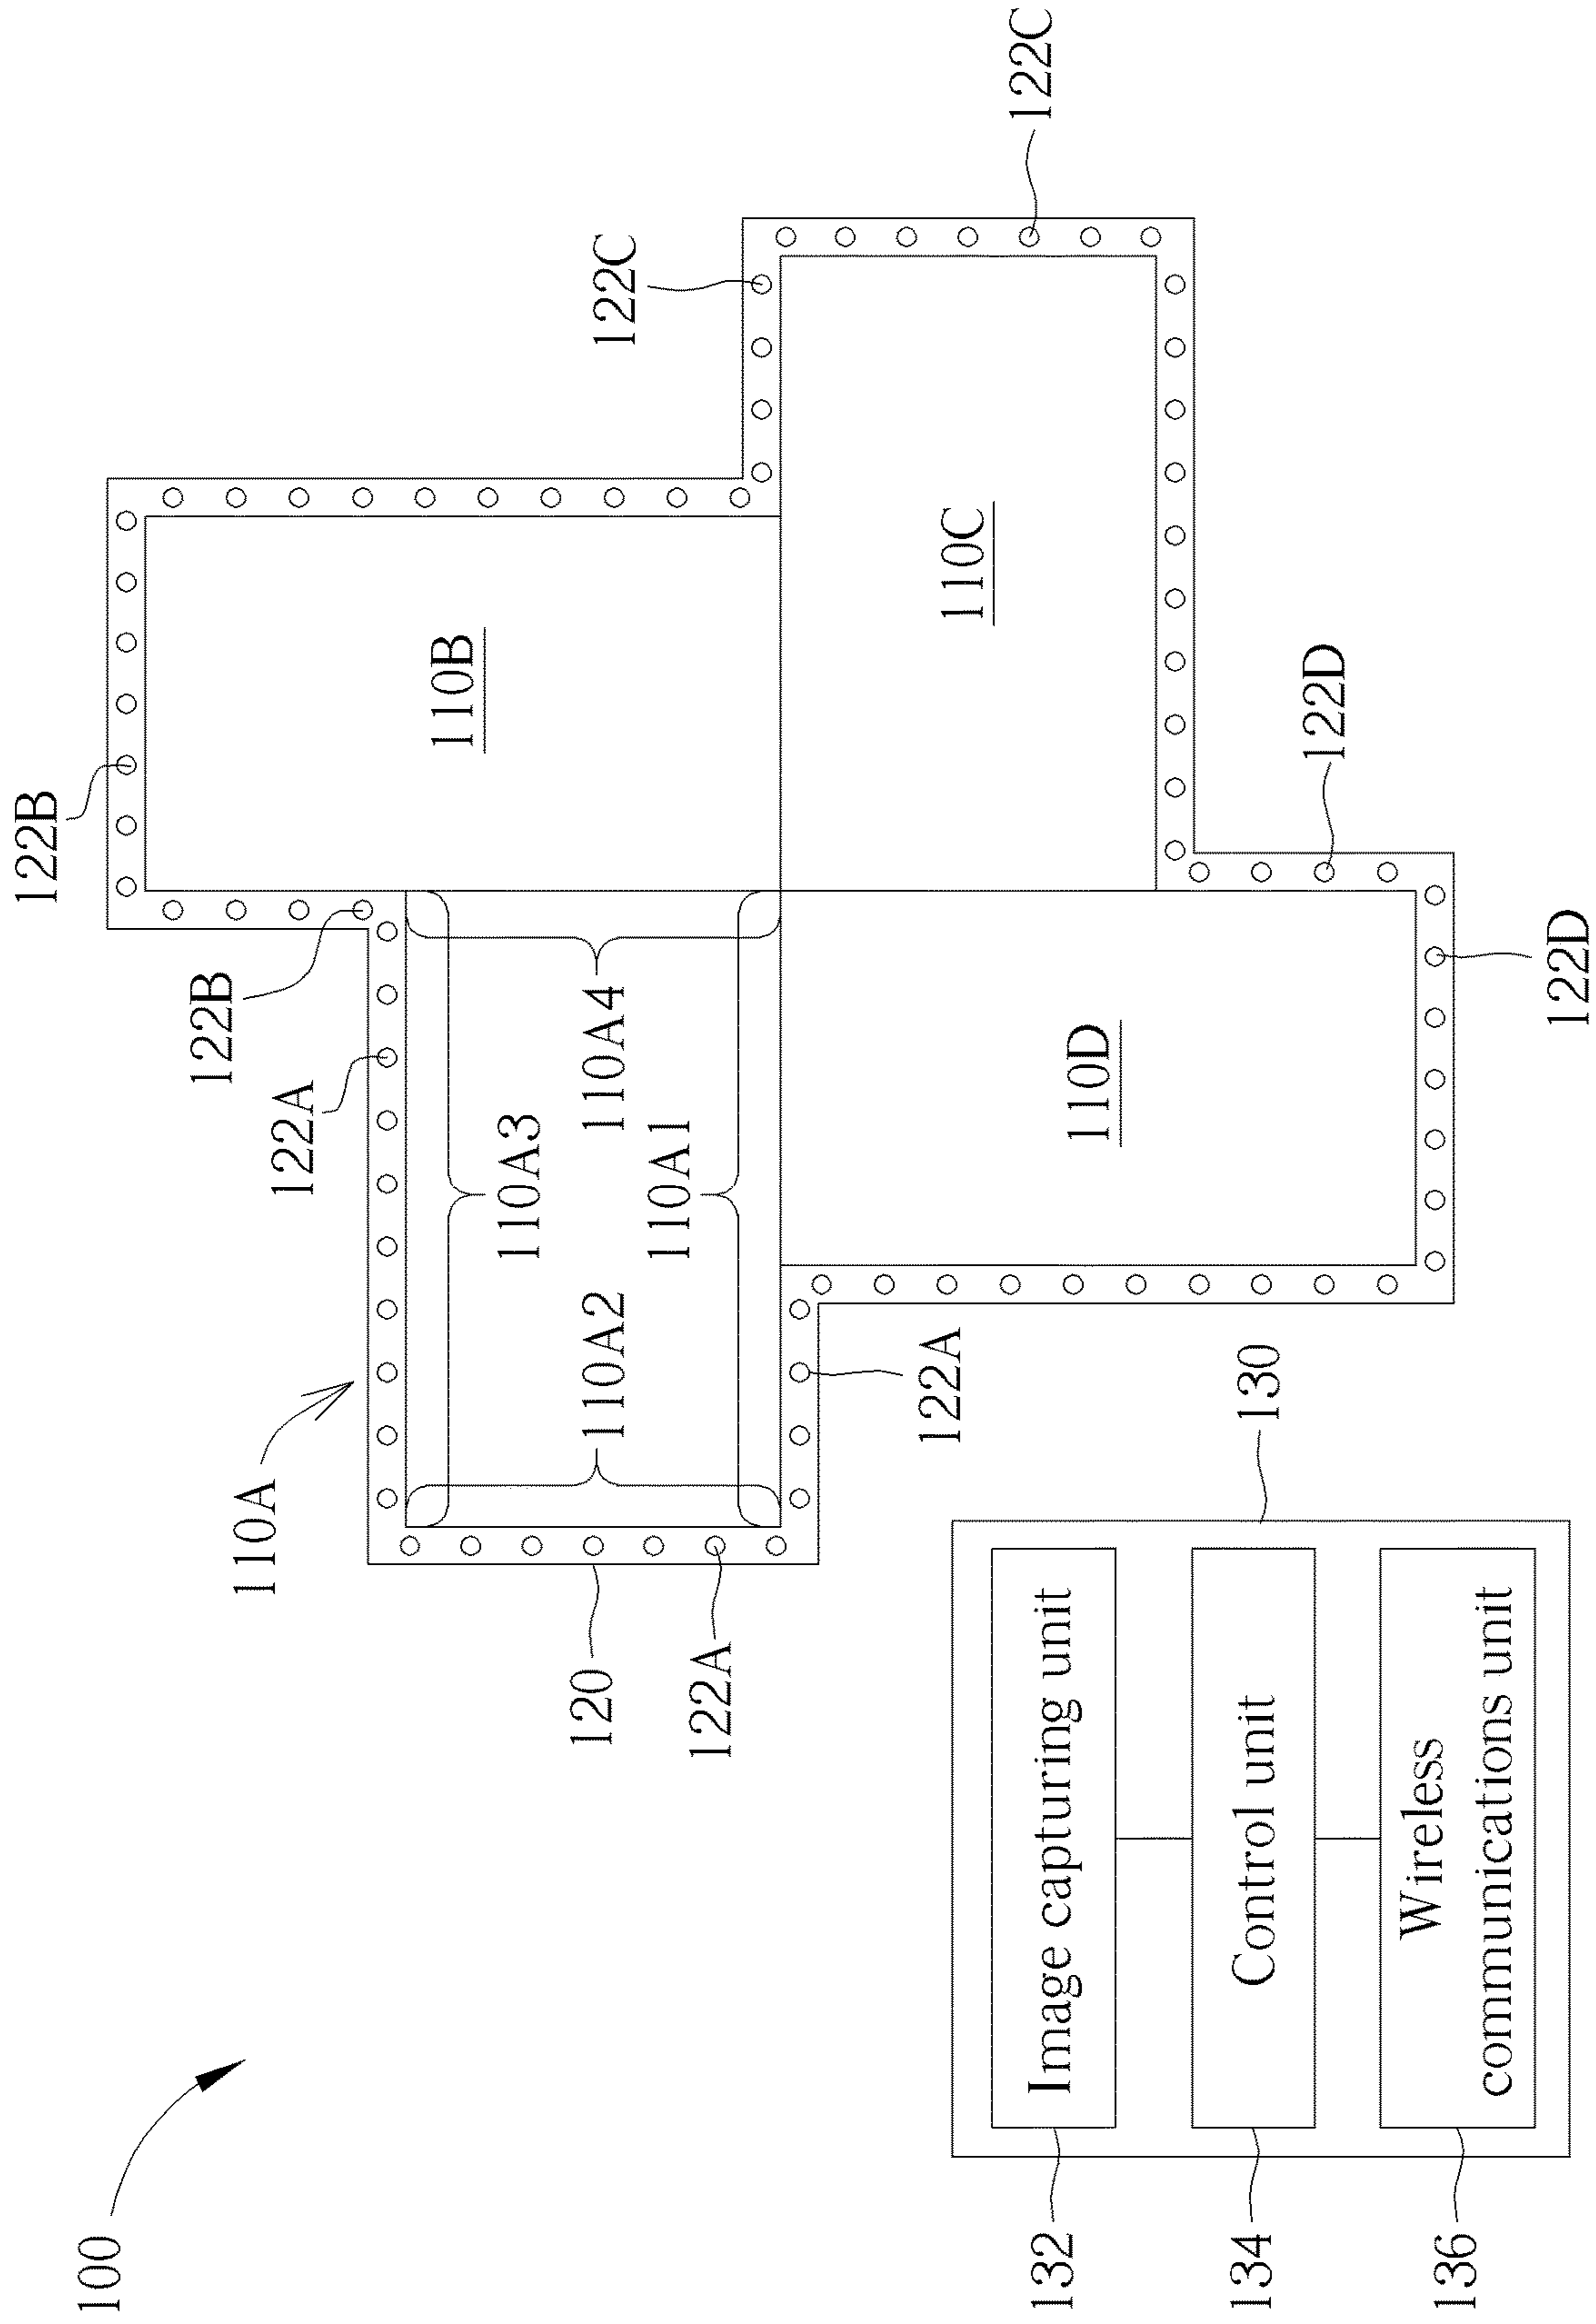 122B
100
122B
110A
122A
110B
110A3
120
110A2
110A4
122C
110A1
122A
122A
110C
122C
132
Image capturing unit
110D
134
Control unit
130
122D
136
Wireless
communications unit
122D